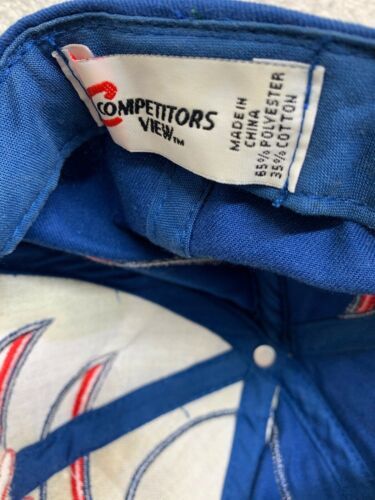 COMPETITORS
VIEW™
MADE IN
CHINA
65% POLYESTER
35% COTTON